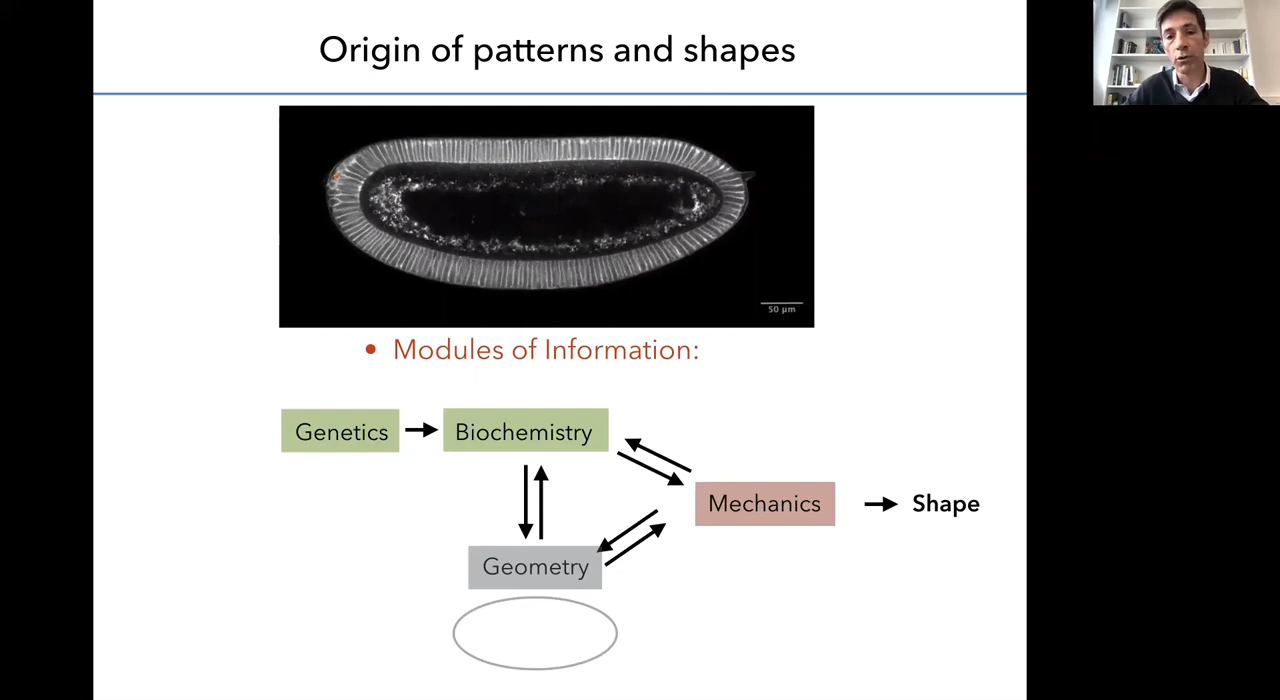 Origin of patterns and shapes
50 µm
• Modules of Information:
Genetics
Biochemistry
Mechanics
Shape
Geometry